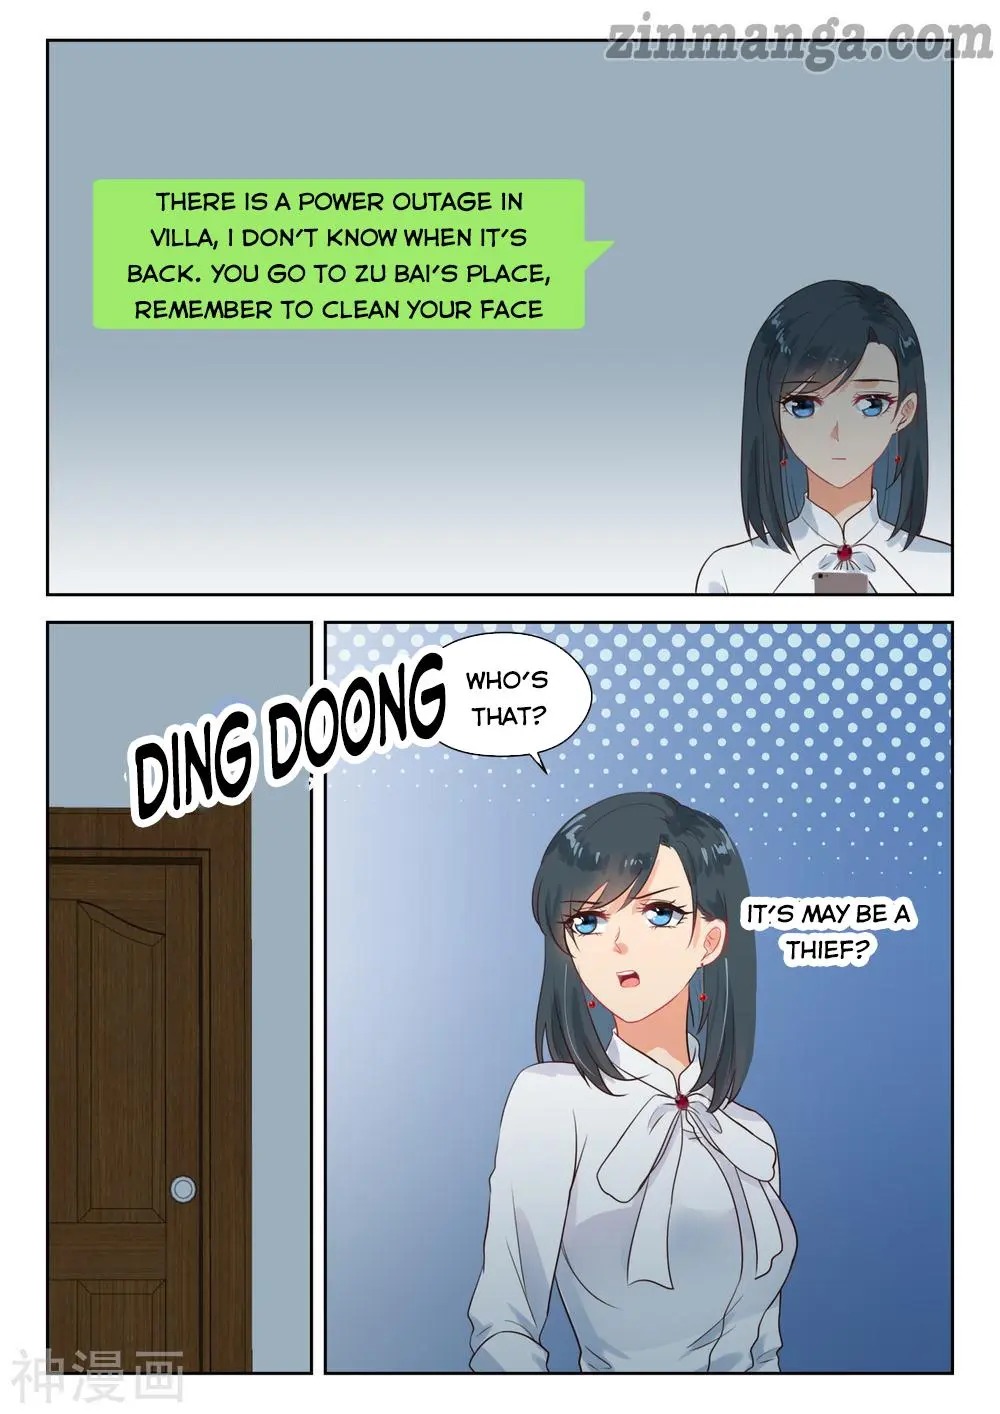 zinmanga.com
THERE IS A POWER OUTAGE IN
VILLA, I DON'T KNOW WHEN IT'S
BACK. YOU GO TO ZU BAI'S PLACE,
REMEMBER TO CLEAN YOUR FACE
DING DOONG
WHO'S
THAT?
IT'S MAY BE A
THIEF?
神漫画